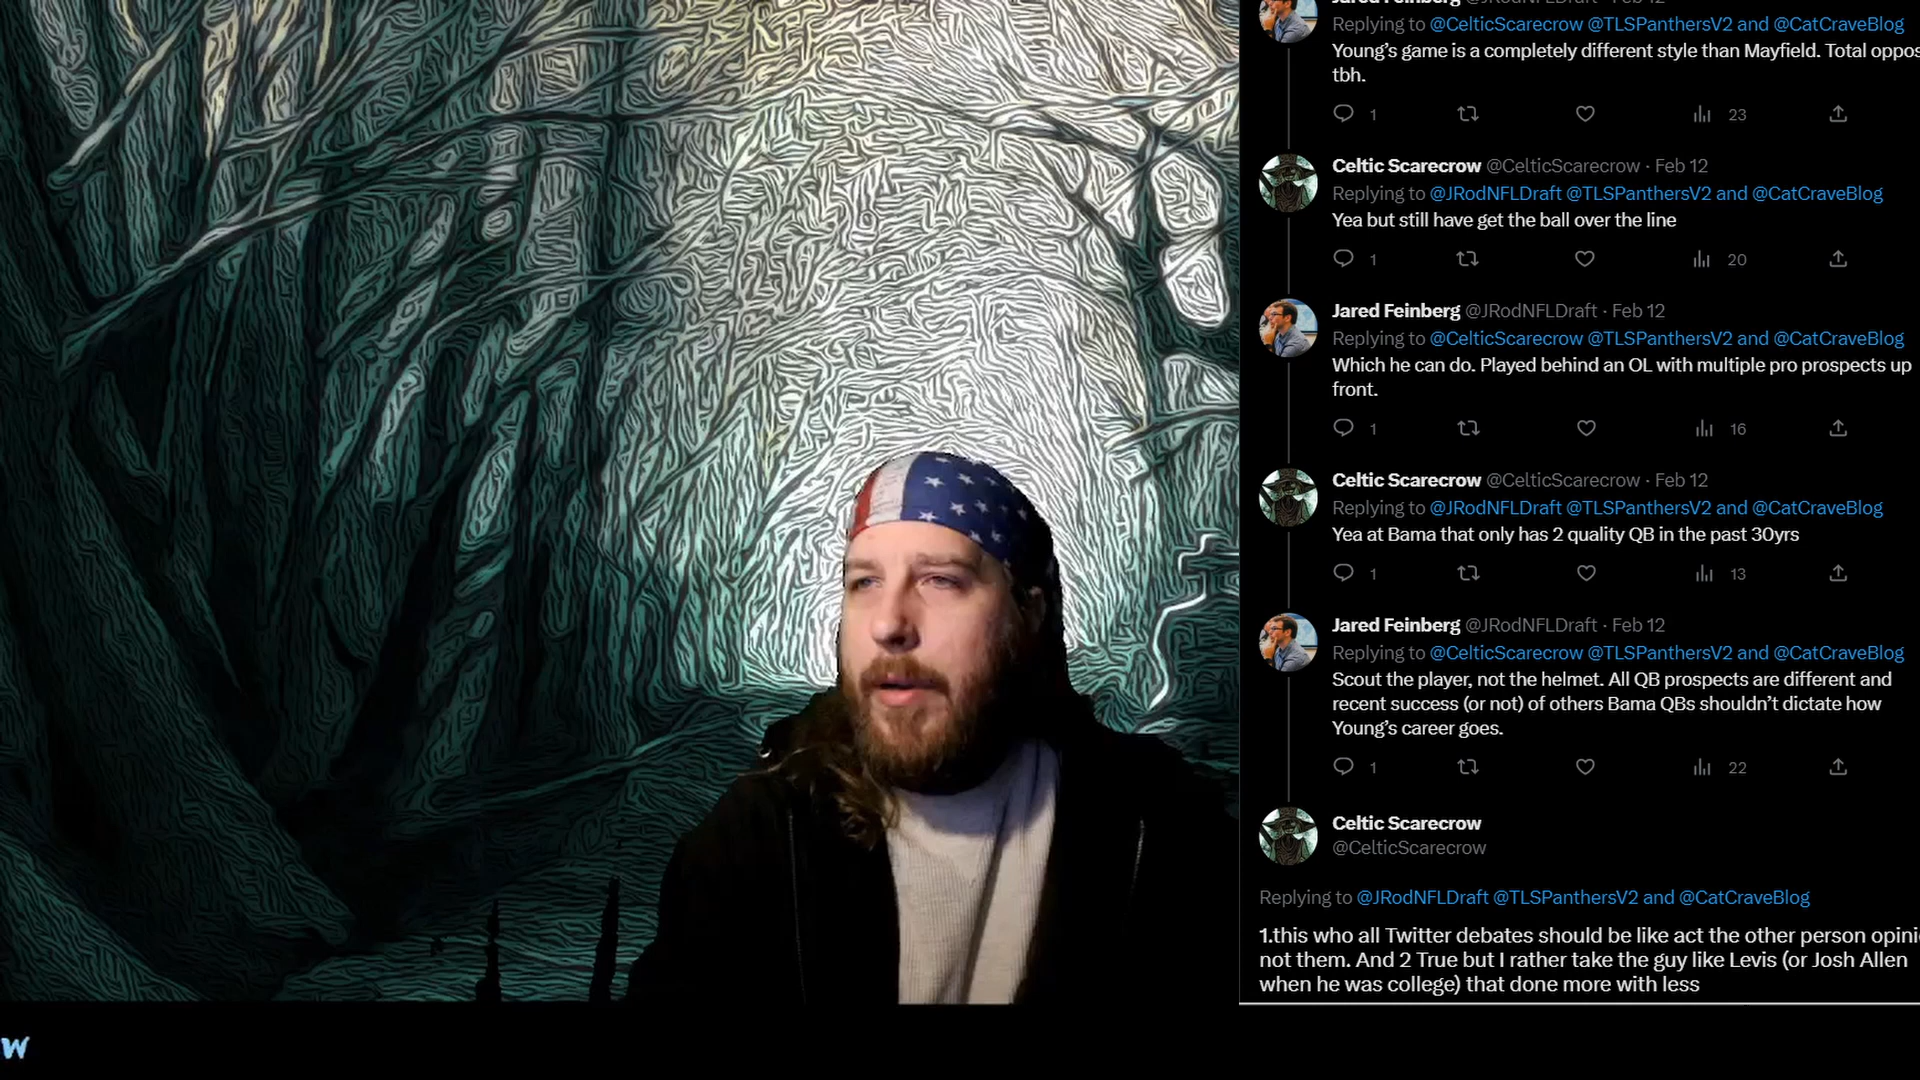 Jared Feinberg @JRodNFLDraft · Feb 12
Replying to @CelticScarecrow @TLSPanthersV2 and @CatCraveBlog
Young's game is a completely different style than Mayfield. Total
tbh.
1 23
Celtic Scarecrow @CelticScarecrow · Feb 12
Replying to @JRodNFLDraft @TLSPanthersV2 and @CatCraveBlog
Yea but still have get the ball over the line
1 20
Jared Feinberg @JRodNFLDraft · Feb 12
Replying to @CelticScarecrow @TLSPanthersV2 and @CatCraveBlog
Which he can do. Played behind an OL with multiple pro prospects up
front.
1 16
Celtic Scarecrow @CelticScarecrow · Feb 12
Replying to @JRodNFLDraft @TLSPanthersV2 and @CatCraveBlog
Yea at Bama that only has 2 quality QB in the past 30yrs
1 13
Jared Feinberg @JRodNFLDraft · Feb 12
Replying to @CelticScarecrow @TLSPanthersV2 and @CatCraveBlog
Scout the player, not the helmet. All QB prospects are different and
recent success (or not) of others Bama QBs shouldn't dictate how
Young's career goes.
1 22
Celtic Scarecrow
@CelticScarecrow
Replying to @JRodNFLDraft @TLSPanthersV2 and @CatCraveBlog
1.this who all Twitter debates should be like act the other person
not them. And 2 True but I rather take the guy like Levis (or Josh Allen
when he was college) that done more with less
W